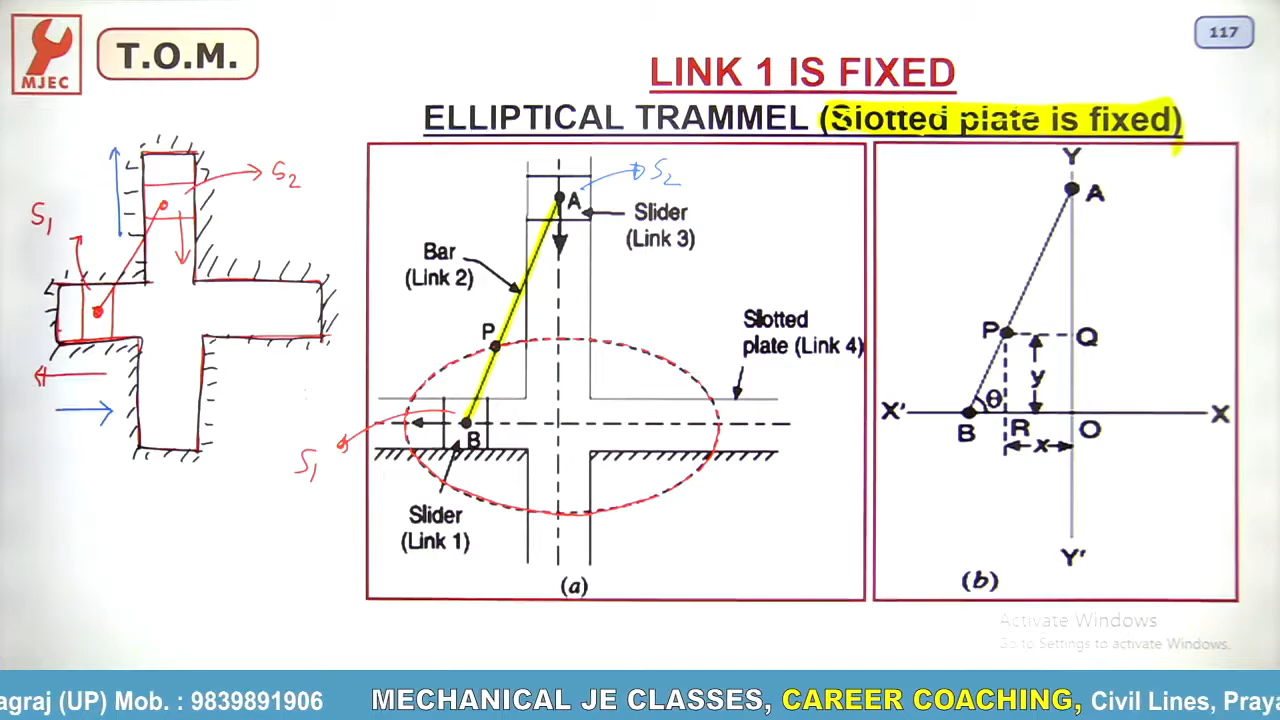 MJEC
T.O.M.
117
LINK 1 IS FIXED
ELLIPTICAL TRAMMEL (Slotted plate is fixed)
S2
S1
S2
A
Slider
(Link 3)
Bar
(Link 2)
P
Slotted
plate (Link 4)
B
S1
Slider
(Link 1)
(a)
Y
A
P
Q
y
θ
X'
X
B
R
O
x
Y'
(b)
Activate Windows
Go to Settings to activate Windows.
agraj (UP) Mob. : 9839891906 MECHANICAL JE CLASSES, CAREER COACHING, Civil Lines, Praya